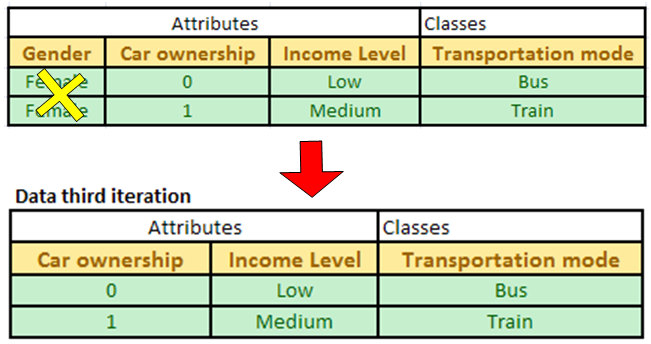 Attributes Classes
Gender Car ownership Income Level Transportation mode
Female 0 Low Bus
Female 1 Medium Train
Data third iteration
Attributes Classes
Car ownership Income Level Transportation mode
0 Low Bus
1 Medium Train